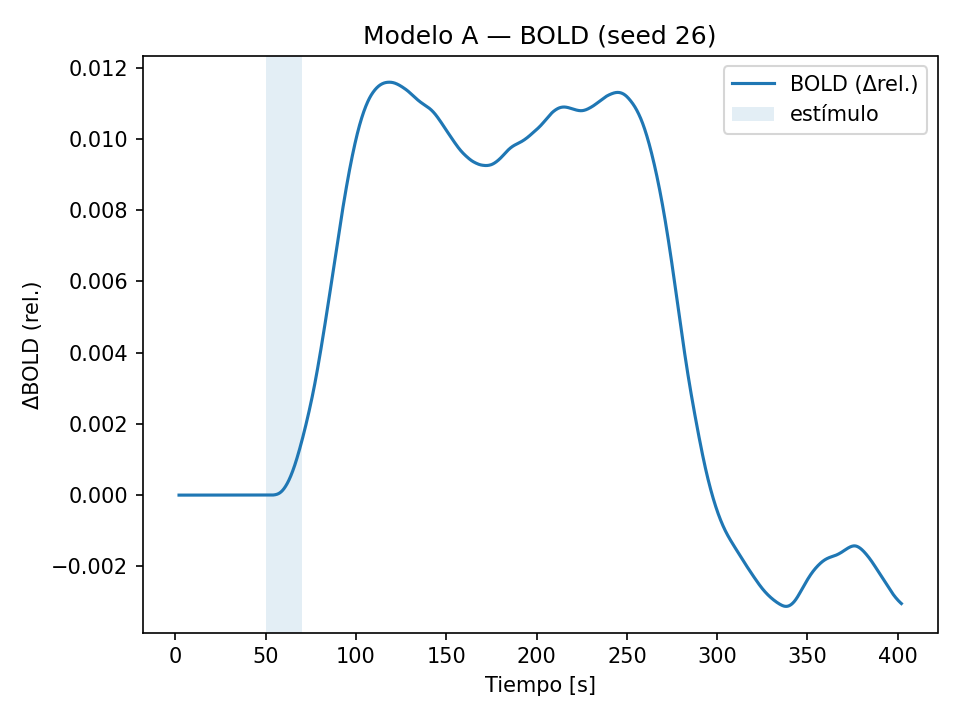 Modelo A — BOLD (seed 26)
BOLD (Δrel.)
estímulo
ΔBOLD (rel.)
0.012
0.010
0.008
0.006
0.004
0.002
0.000
−0.002
0 50 100 150 200 250 300 350 400
Tiempo [s]